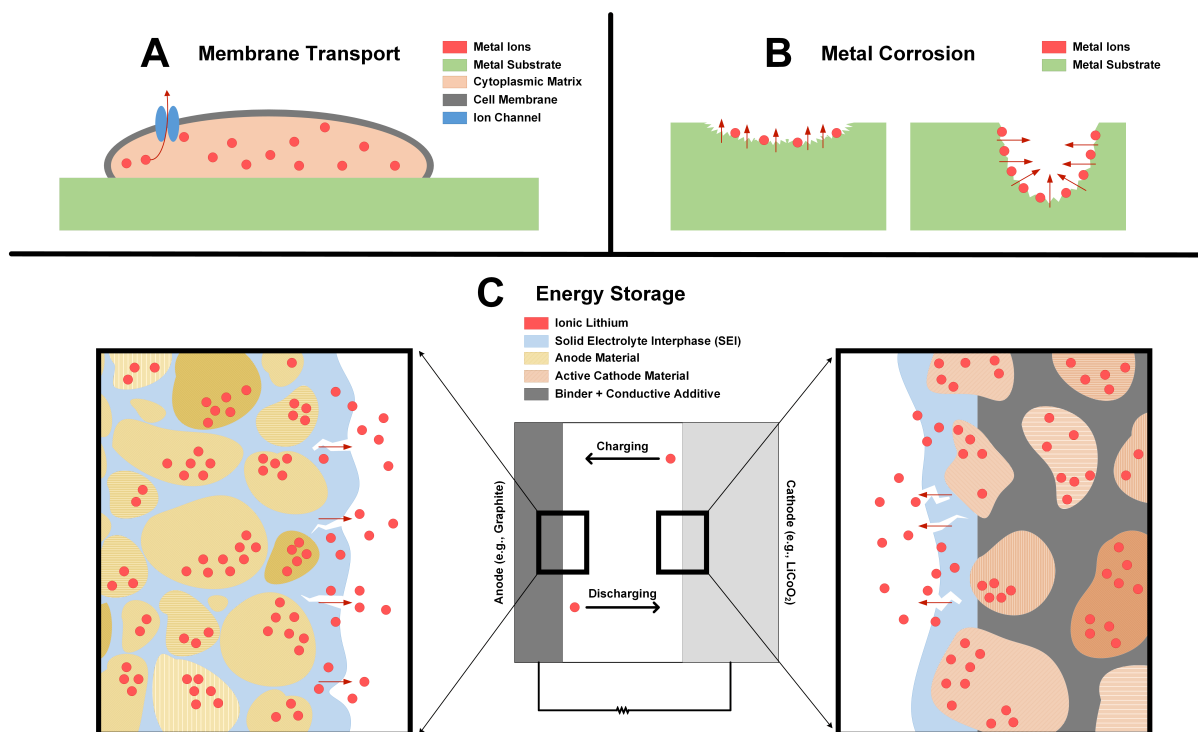 A
Membrane Transport
Metal Ions
Metal Substrate
Cytoplasmic Matrix
Cell Membrane
Ion Channel
B
Metal Corrosion
Metal Ions
Metal Substrate
C
Energy Storage
Ionic Lithium
Solid Electrolyte Interphase (SEI)
Anode Material
Active Cathode Material
Binder + Conductive Additive
Anode (e.g., Graphite)
Charging
Discharging
Cathode (e.g., LiCoO₂)